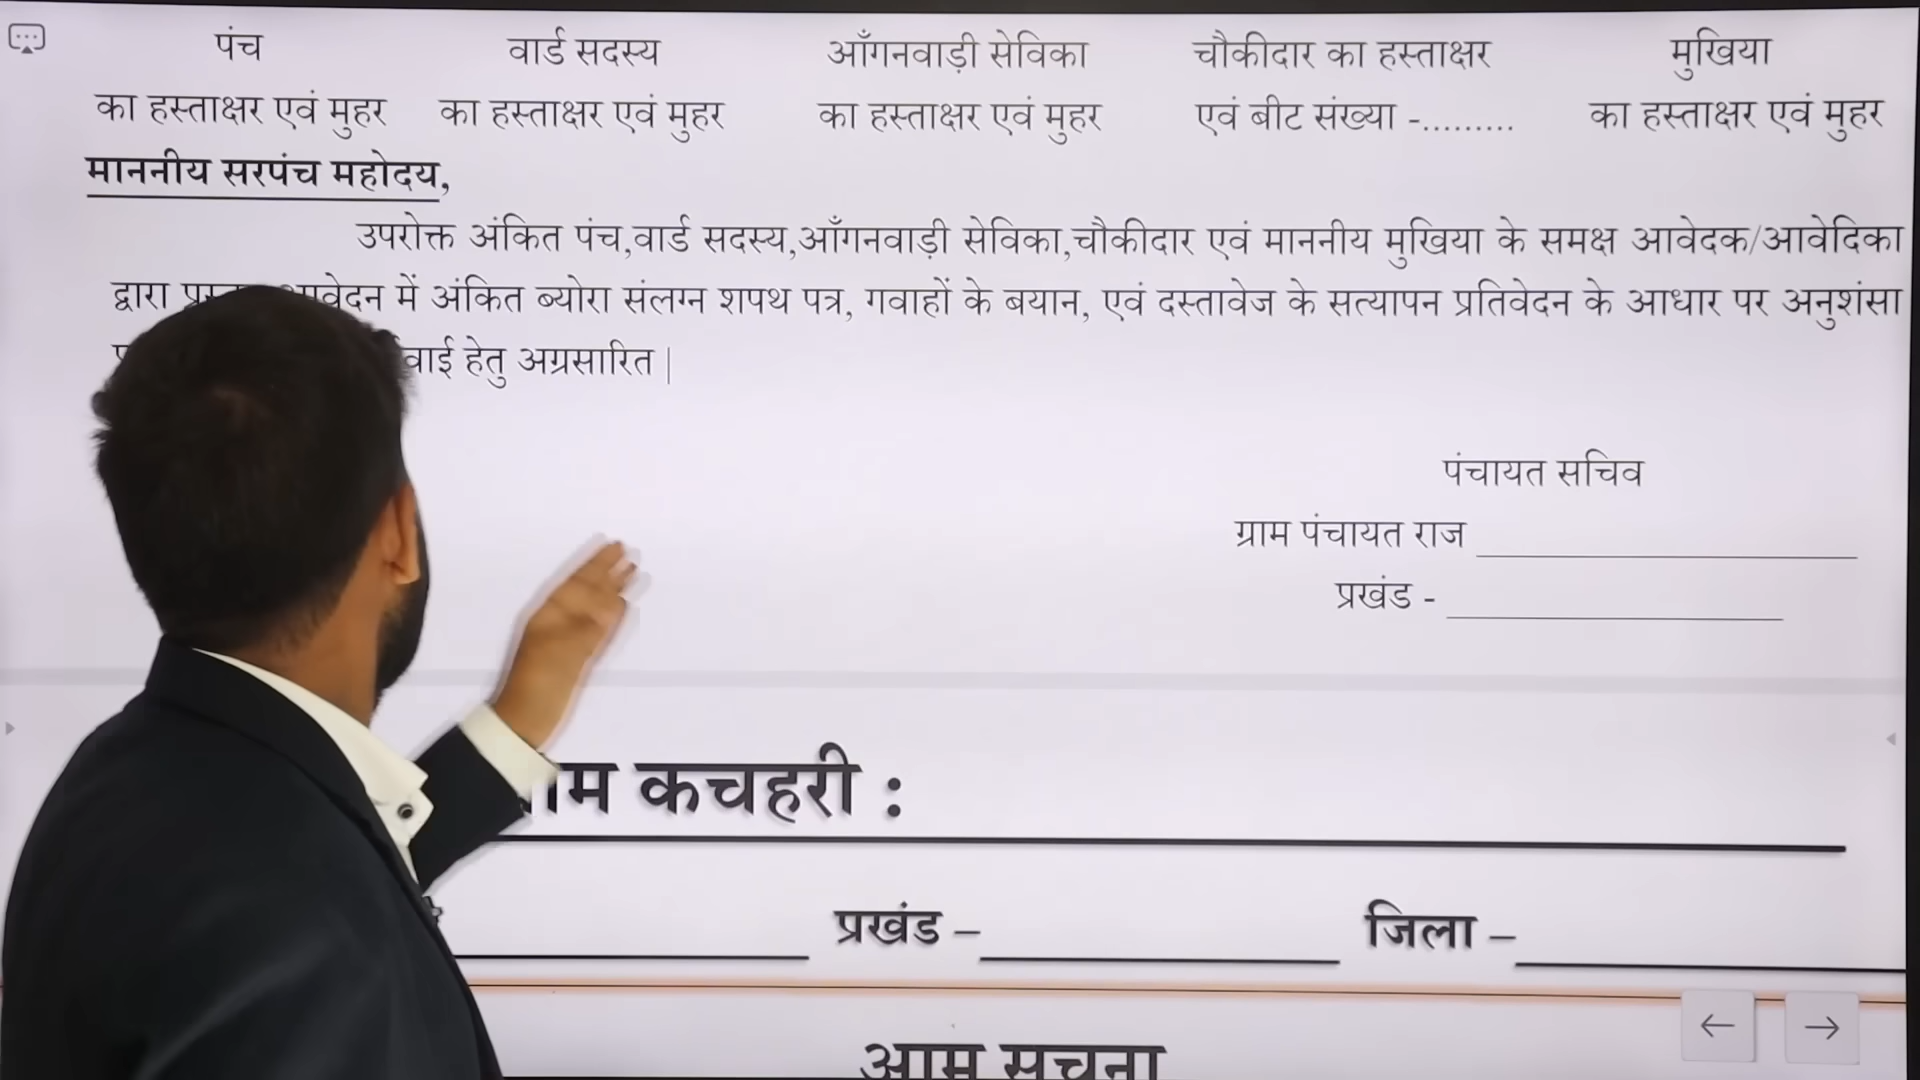 पंच वार्ड सदस्य आँगनवाड़ी सेविका चौकीदार का हस्ताक्षर मुखिया
का हस्ताक्षर एवं मुहर का हस्ताक्षर एवं मुहर का हस्ताक्षर एवं मुहर एवं बीट संख्या -......... का हस्ताक्षर एवं मुहर
माननीय सरपंच महोदय,
उपरोक्त अंकित पंच,वार्ड सदस्य,आँगनवाड़ी सेविका,चौकीदार एवं माननीय मुखिया के समक्ष आवेदक/आवेदिका
द्वारा में अंकित ब्योरा संलग्न शपथ पत्र, गवाहों के बयान, एवं दस्तावेज के सत्यापन प्रतिवेदन के आधार पर अनुशंसा
हेतु अग्रसारित |
पंचायत सचिव
ग्राम पंचायत राज
प्रखंड -
कचहरी :
प्रखंड – जिला –
आम सूचना